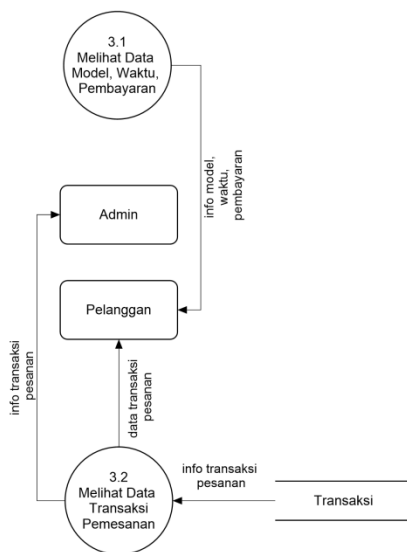 3.1
Melihat Data
Model, Waktu,
Pembayaran
info model,
waktu,
pembayaran
Admin
Pelanggan
info transaksi
pesanan
data transaksi
pesanan
3.2
Melihat Data
Transaksi
Pemesanan
info transaksi
pesanan
Transaksi